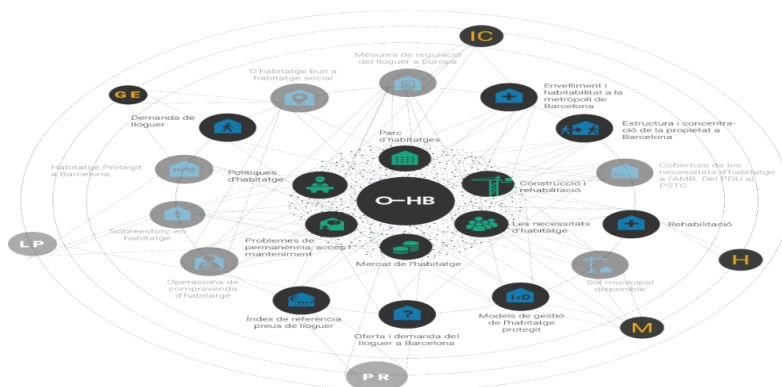 IC
Mesures de regulació
del lloguer a Europa
D'habitatge buit a
habitatge social
GE
Demanda de
lloguer
Envelliment i
habitabilitat a la
metròpoli de
Barcelona
Estructura i concentra-
ció de la propietat a
Barcelona
Parc
d'habitatges
Habitatge Protegit
a Barcelona
HPO
Polítiques
d'habitatge
Construcció i
rehabilitació
Cobertura de les
necessitats d'habitatge
a l'AMB. Del PDU al
PSTC
HB
Sobreesforç en
habitatge
Problemes de
permanència, accés i
manteniment
Les necessitats
d'habitatge
Rehabilitació
LP
Mercat de l'habitatge
H
Operacions de
compravenda
d'habitatge
Sòl municipal
disponible
Índex de referència
preus de lloguer
?
Oferta i demanda del
lloguer a Barcelona
I+D
Models de gestió
de l'habitatge
protegit
M
PR